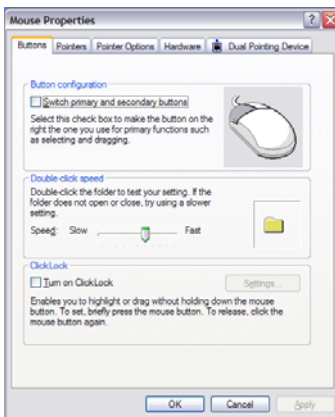 Mouse Properties
Buttons Pointers Pointer Options Hardware Dual Pointing Device
Button configuration
Switch primary and secondary buttons
Select this check box to make the button on the
right the one you use for primary functions such
as selecting and dragging.
Double-click speed
Double-click the folder to test your setting. If the
folder does not open or close, try using a slower
setting.
Speed: Slow Fast
ClickLock
Turn on ClickLock Settings...
Enables you to highlight or drag without holding down the mouse
button. To set, briefly press the mouse button. To release, click the
mouse button again.
OK Cancel Apply